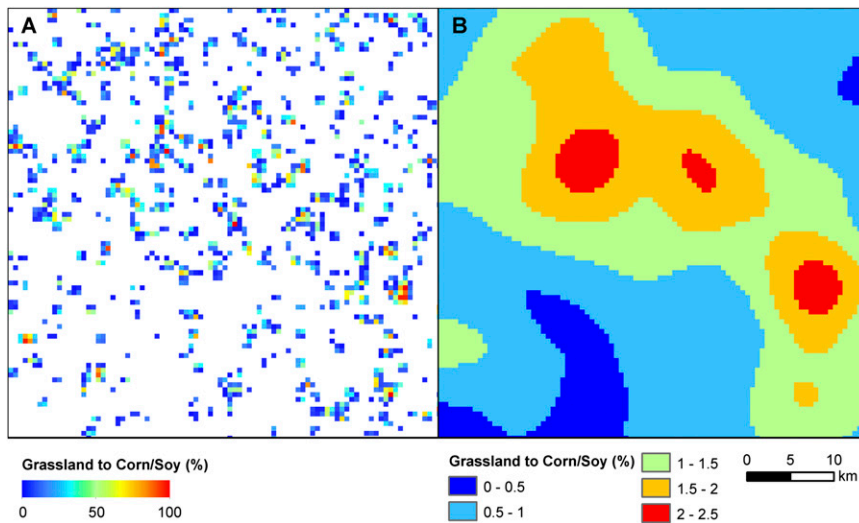 A
B
Grassland to Corn/Soy (%)
0 50 100
Grassland to Corn/Soy (%)
0 - 0.5
0.5 - 1
1 - 1.5
1.5 - 2
2 - 2.5
0 5 10
km